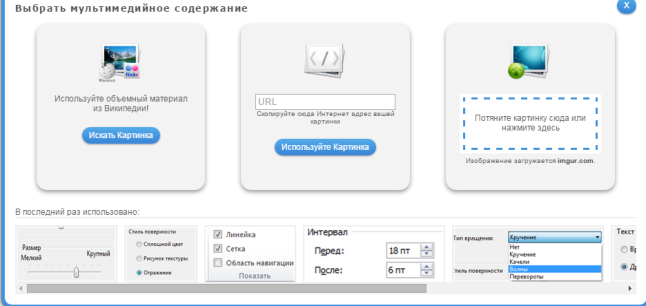 Выбрать мультимедийное содержание
X
flickr
Используйте объемный материал
из Википедии!
Искать Картинка
</>
URL
Скопируйте сюда Интернет адрес вашей
картинки
Используйте Картинка
Потяните картинку сюда или
нажмите здесь
Изображение загружается imgur.com.
В последний раз использовано:
Размер
Мелкий
Крупный
Стиль поверхности
Сплошной цвет
Рисунок текстуры
Отражение
Линейка
Сетка
Область навигации
Показать
Интервал
Перед:
18 пт
После:
6 пт
Тип вращения:
Кручение
Нет
Кручение
Качели
Волны
Перевороты
Стиль поверхности
Текст